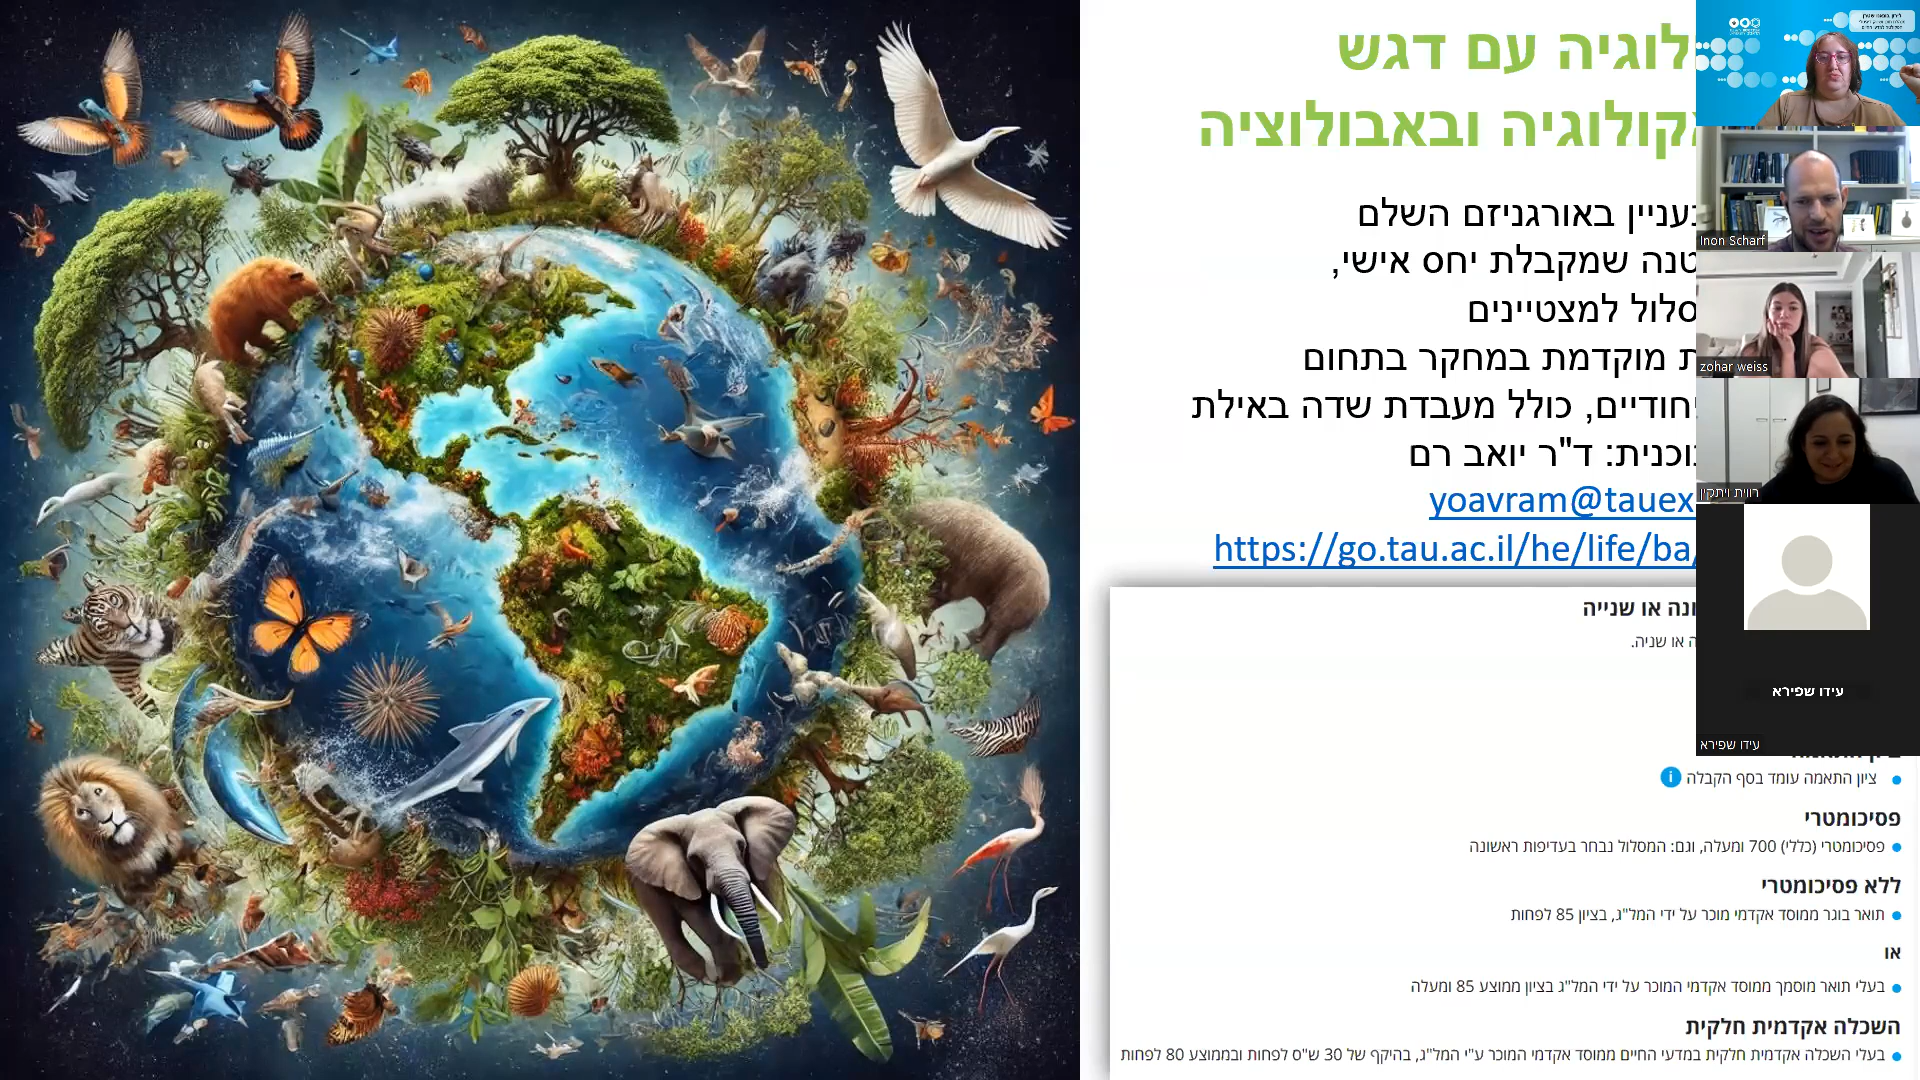 לוגיה עם דגש
קולוגיה ובאבולוציה
עניין באורגניזם השלם
טנה שמקבלת יחס אישי,
סלול למצטיינים
מוקדמת במחקר בתחום
יחודיים, כולל מעבדת שדה באילת
וכנית: ד"ר יואב רם
yoavram@tauex
https://go.tau.ac.il/he/life/ba/
ונה או שנייה
ה או שניה.
ציון התאמה עומד בסף הקבלה
פסיכומטרי
פסיכומטרי (כללי) 700 ומעלה, וגם: המסלול נבחר בעדיפות ראשונה
ללא פסיכומטרי
תואר בוגר ממוסד אקדמי מוכר על ידי המל"ג, בציון 85 לפחות
או
בעלי תואר מוסמך ממוסד אקדמי המוכר על ידי המל"ג בציון ממוצע 85 ומעלה
השכלה אקדמית חלקית
בעלי השכלה אקדמית חלקית במדעי החיים ממוסד אקדמי המוכר ע"י המל"ג, בהיקף של 30 ש"ס לפחות ובממוצע 80 לפחות
Inon Scharf
zohar weiss
רווית ויתקין
עידו שפירא
עידו שפירא